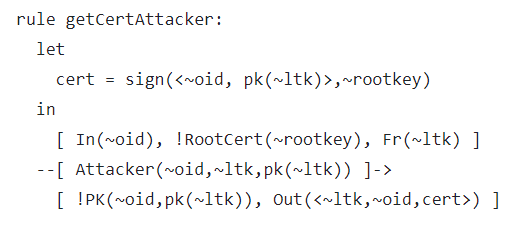 rule getCertAttacker:
let
cert = sign(<~oid, pk(~ltk)>,~rootkey)
in
[ In(~oid), !RootCert(~rootkey), Fr(~ltk) ]
--[ Attacker(~oid,~ltk,pk(~ltk)) ]->
[ !PK(~oid,pk(~ltk)), Out(<~ltk,~oid,cert>) ]